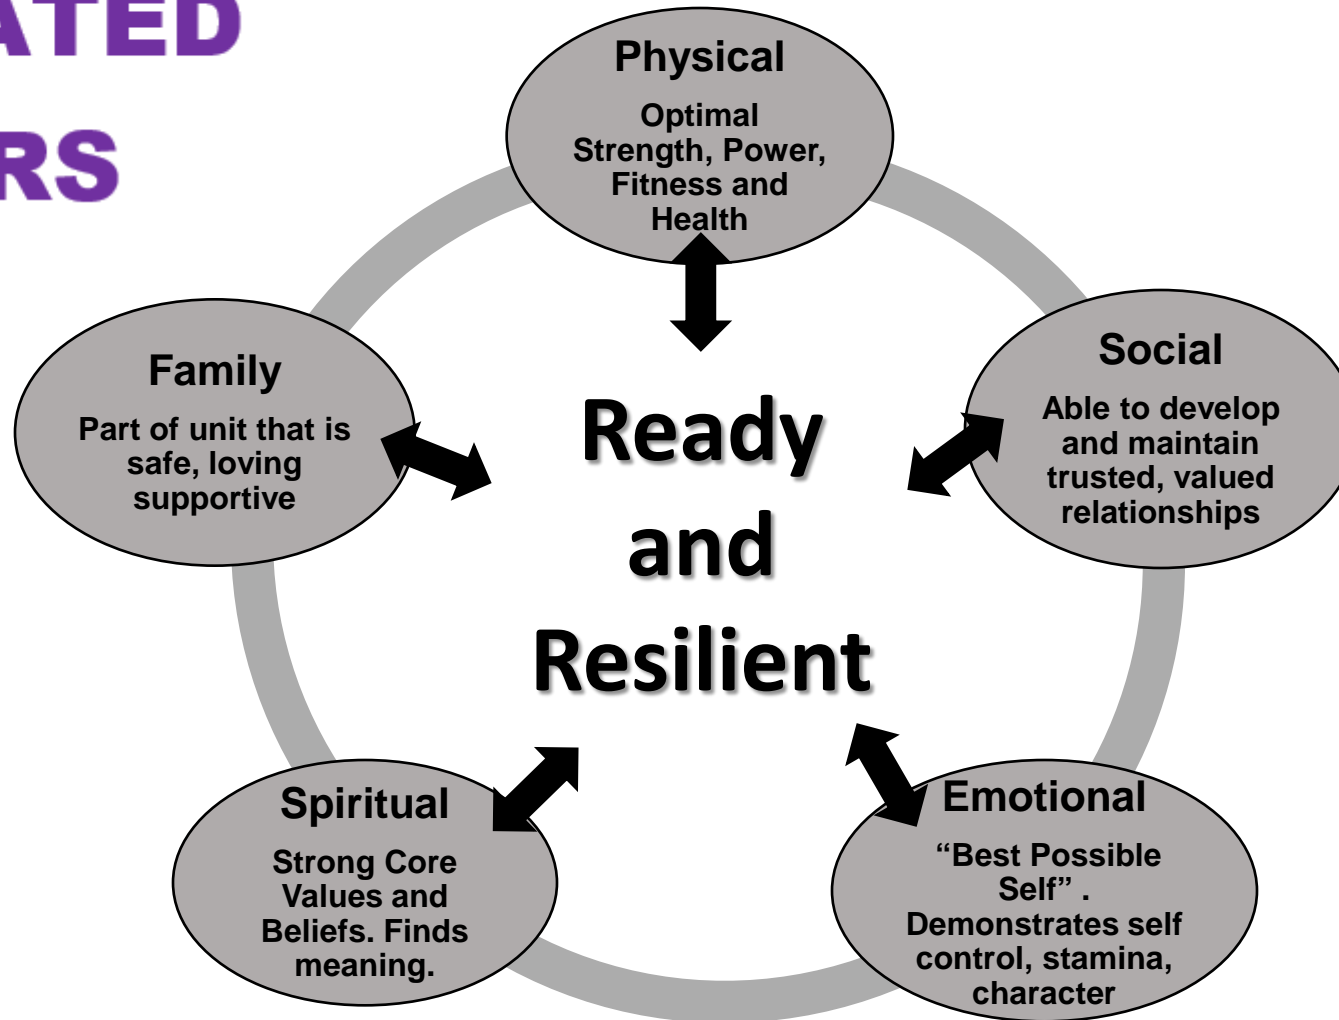 ATED
RS
Physical
Optimal
Strength, Power,
Fitness and
Health
Social
Able to develop
and maintain
trusted, valued
relationships
Family
Part of unit that is
safe, loving
supportive
Ready
and
Resilient
Emotional
“Best Possible
Self” .
Demonstrates self
control, stamina,
character
Spiritual
Strong Core
Values and
Beliefs. Finds
meaning.